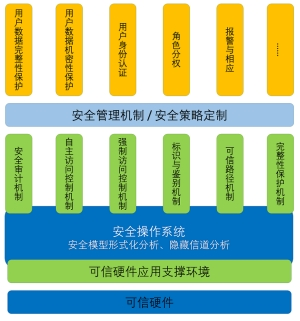 用户数据完整性保护
用户数据机密性保护
用户身份认证
角色分权
报警与相应
……
安全管理机制 / 安全策略定制
安全审计机制
自主访问控制机制
强制访问控制机制
标识与鉴别机制
可信路径机制
完整性保护机制
安全操作系统
安全模型形式化分析、隐藏信道分析
可信硬件应用支撑环境
可信硬件